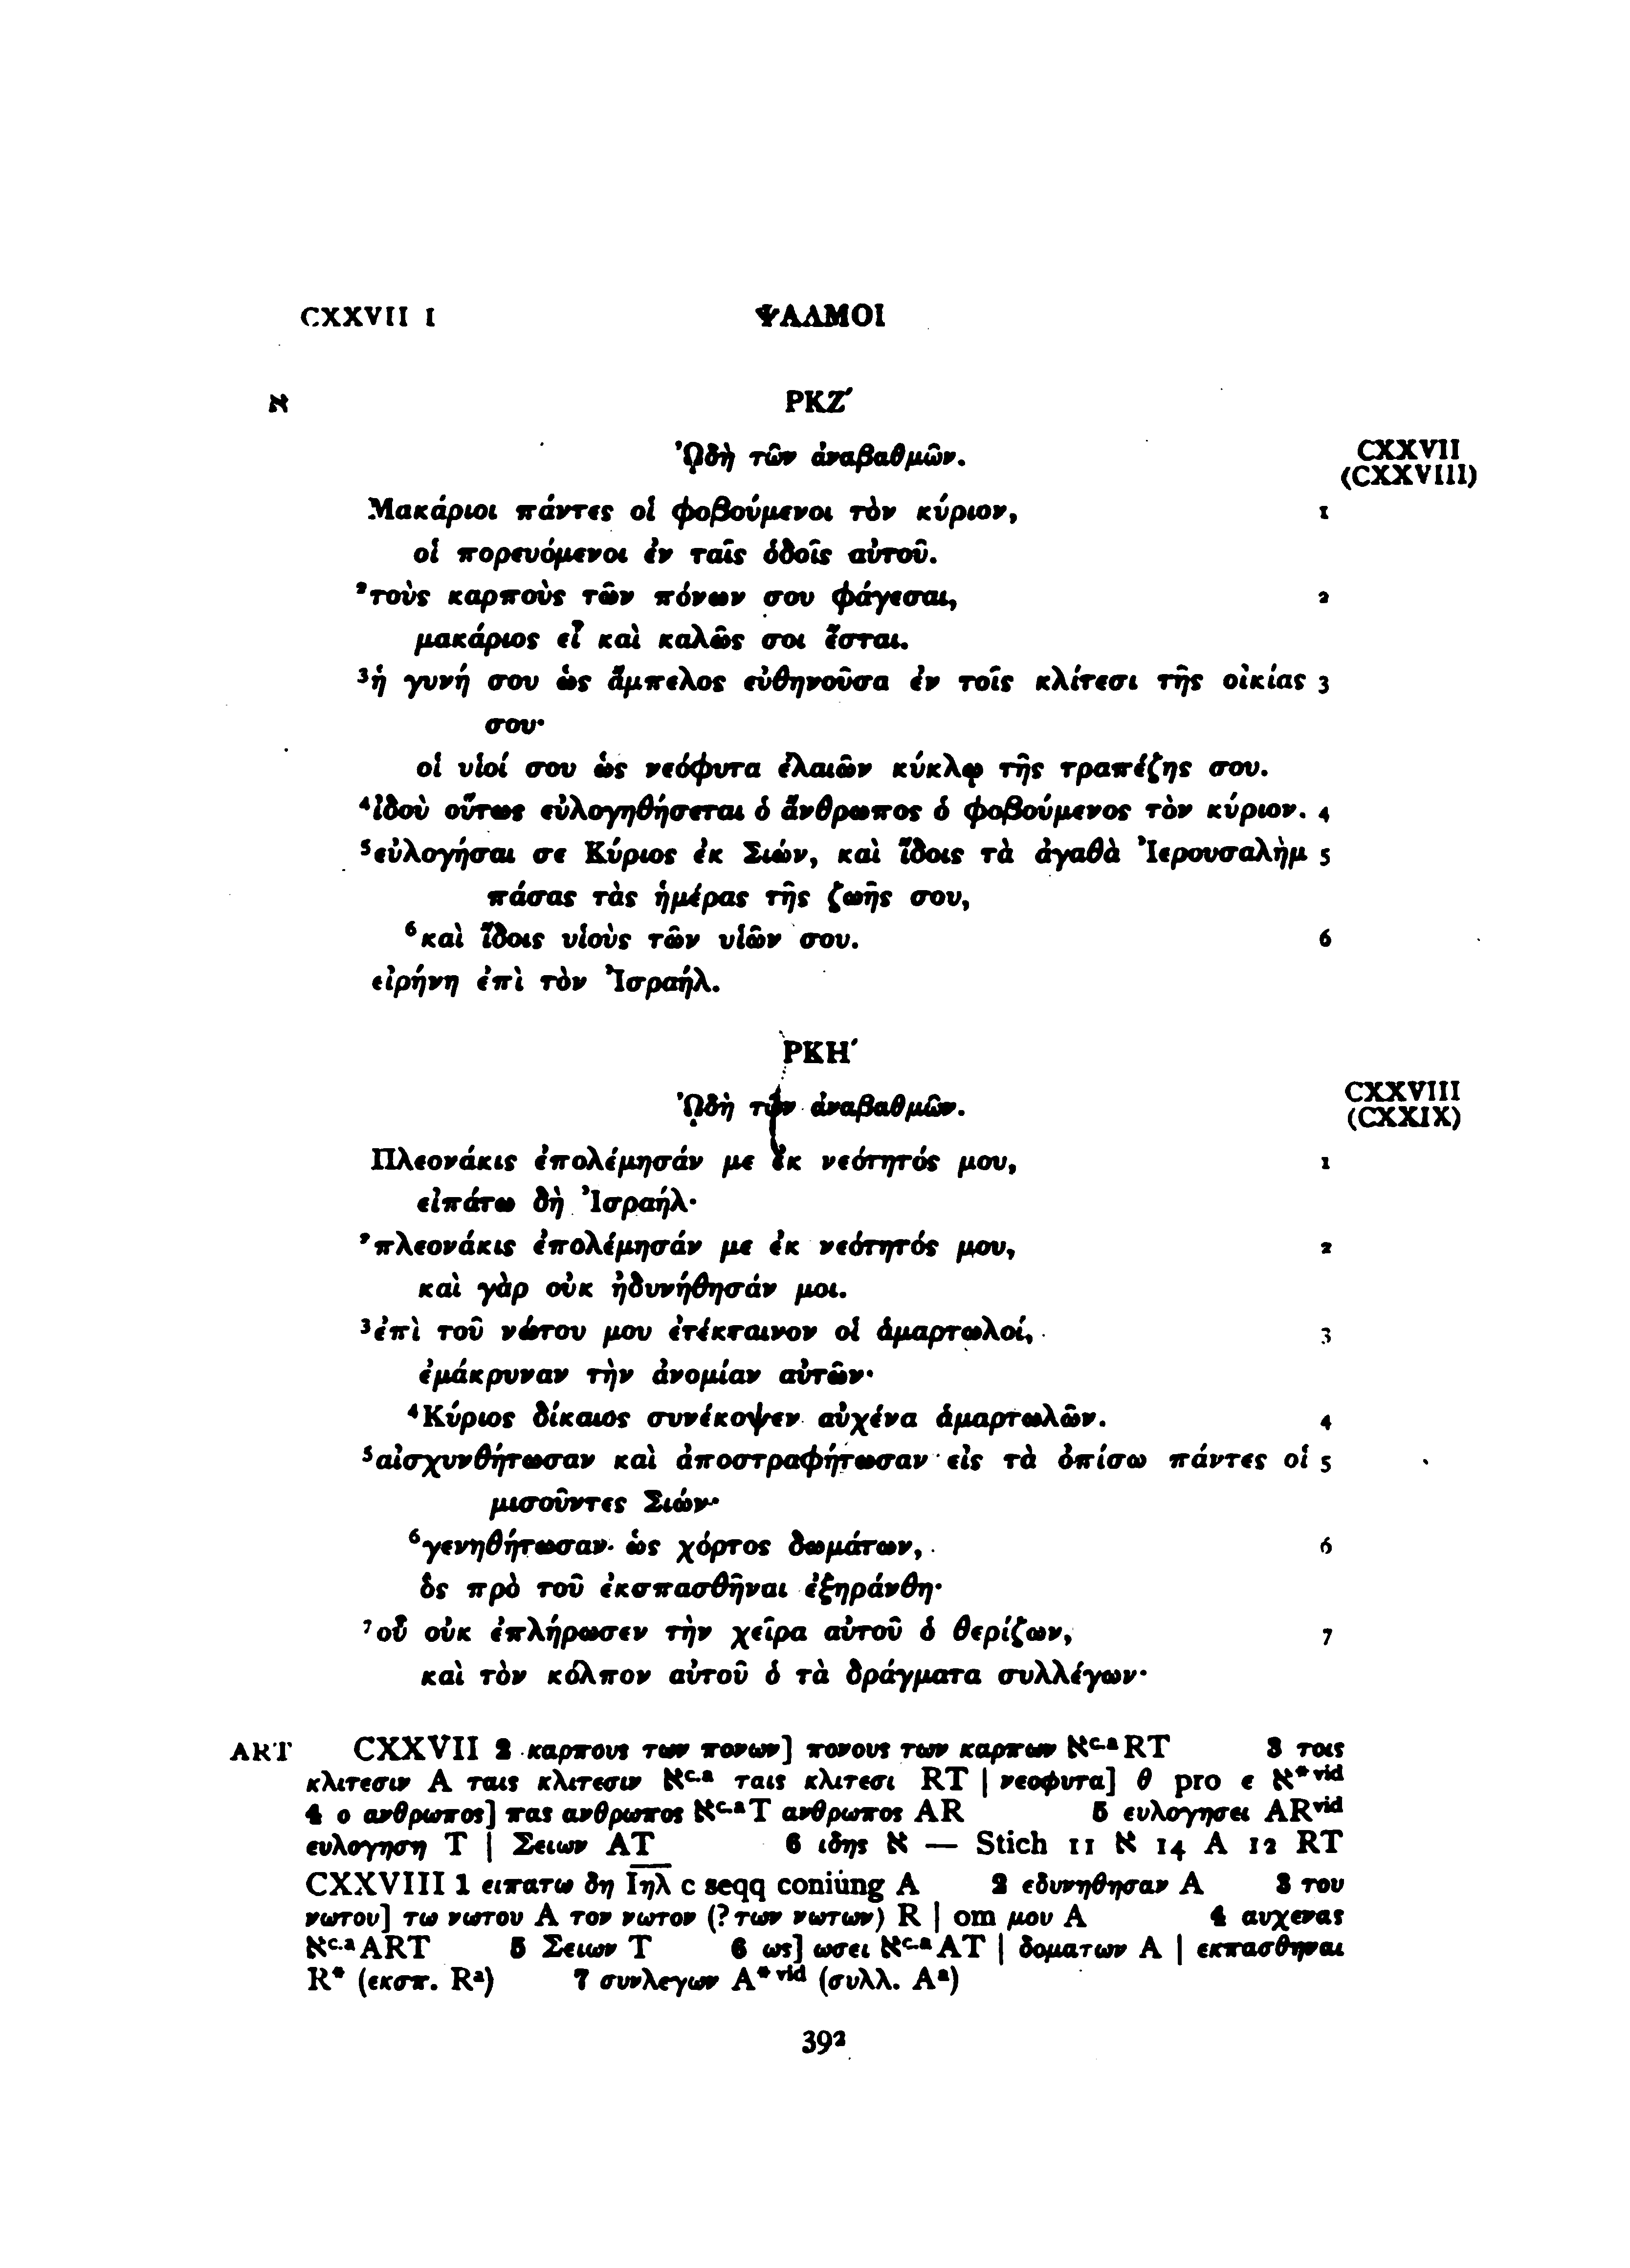 CXXVII 1 ΨΑΛΜΟΙ
א ΡΚΖ´
Ὠδὴ τῶν ἀναβαθμῶν. CXXVII
(CXXVIII)
Μακάριοι πάντες οἱ φοβούμενοι τὸν κύριον, 1
οἱ πορευόμενοι ἐν ταῖς ὁδοῖς αὐτοῦ.
²τοὺς καρποὺς τῶν πόνων σου φάγεσαι, 2
μακάριος εἶ καὶ καλῶς σοι ἔσται.
³ἡ γυνή σου ὡς ἄμπελος εὐθηνοῦσα ἐν τοῖς κλίτεσι τῆς οἰκίας 3
σου·
οἱ υἱοί σου ὡς νεόφυτα ἐλαιῶν κύκλῳ τῆς τραπέζης σου.
⁴ἰδοὺ οὕτως εὐλογηθήσεται ὁ ἄνθρωπος ὁ φοβούμενος τὸν κύριον. 4
⁵εὐλογήσαι σε Κύριος ἐκ Σιών, καὶ ἴδοις τὰ ἀγαθὰ Ἰερουσαλὴμ 5
πάσας τὰς ἡμέρας τῆς ζωῆς σου,
⁶καὶ ἴδοις υἱοὺς τῶν υἱῶν σου. 6
εἰρήνη ἐπὶ τὸν Ἰσραήλ.
ΡΚΗ´
Ὠδὴ τῶν ἀναβαθμῶν. CXXVIII
(CXXIX)
Πλεονάκις ἐπολέμησάν με ἐκ νεότητός μου, 1
εἰπάτω δὴ Ἰσραήλ·
²πλεονάκις ἐπολέμησάν με ἐκ νεότητός μου, 2
καὶ γὰρ οὐκ ἠδυνήθησάν μοι.
³ἐπὶ τοῦ νώτου μου ἐτέκταινον οἱ ἁμαρτωλοί, 3
ἐμάκρυναν τὴν ἀνομίαν αὐτῶν·
⁴Κύριος δίκαιος συνέκοψεν αὐχένα ἁμαρτωλῶν. 4
⁵αἰσχυνθήτωσαν καὶ ἀποστραφήτωσαν εἰς τὰ ὀπίσω πάντες οἱ 5
μισοῦντες Σιών·
⁶γενηθήτωσαν ὡς χόρτος δωμάτων, 6
ὃς πρὸ τοῦ ἐκσπασθῆναι ἐξηράνθη·
⁷οὗ οὐκ ἐπλήρωσεν τὴν χεῖρα αὐτοῦ ὁ θερίζων, 7
καὶ τὸν κόλπον αὐτοῦ ὁ τὰ δράγματα συλλέγων·
ART CXXVII 2 καρπους των πονων] πονους των καρπων אᶜ·ᵃRT 3 τοις
κλιτεσιν A ταις κλιτεσιν אᶜ·ᵃ ταις κλιτεσι RT | νεοφυτα] θ pro ε א*ᵛⁱᵈ
4 ο ανθρωπος] πας ανθρωπος אᶜ·ᵃT ανθρωπος AR 5 ευλογησει ARᵛⁱᵈ
ευλογηση T | Σειων AT 6 ιδης א — Stich 11 א 14 A 12 RT
CXXVIII 1 ειπατω δη Ιηλ c seqq coniung A 2 εδυνηθησαν A 3 του
νωτου] τω νωτου A τον νωτον (? των νωτων) R | om μου A 4 αυχενας
אᶜ·ᵃART 5 Σειων T 6 ως] ωσει אᶜ·ᵃAT | δοματων A | εκπασθηναι
R* (εκσπ. Rᵃ) 7 συνλεγων A*ᵛⁱᵈ (συλλ. Aᵃ)
392